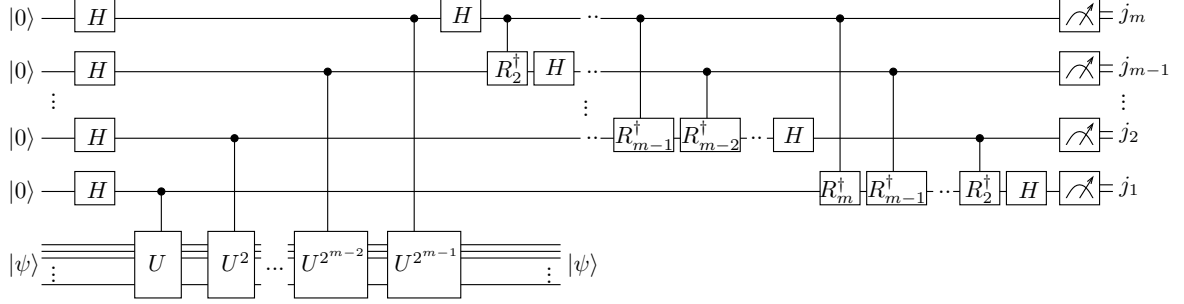 |0⟩ H H ·· j_m
|0⟩ H R_2^† H ·· j_{m−1}
⋮ ⋮ ⋮
|0⟩ H ·· R_{m−1}^† R_{m−2}^† ·· H j_2
|0⟩ H R_m^† R_{m−1}^† ·· R_2^† H j_1
|ψ⟩ ⋮ U U^2 ... U^{2^{m−2}} U^{2^{m−1}} ⋮ |ψ⟩